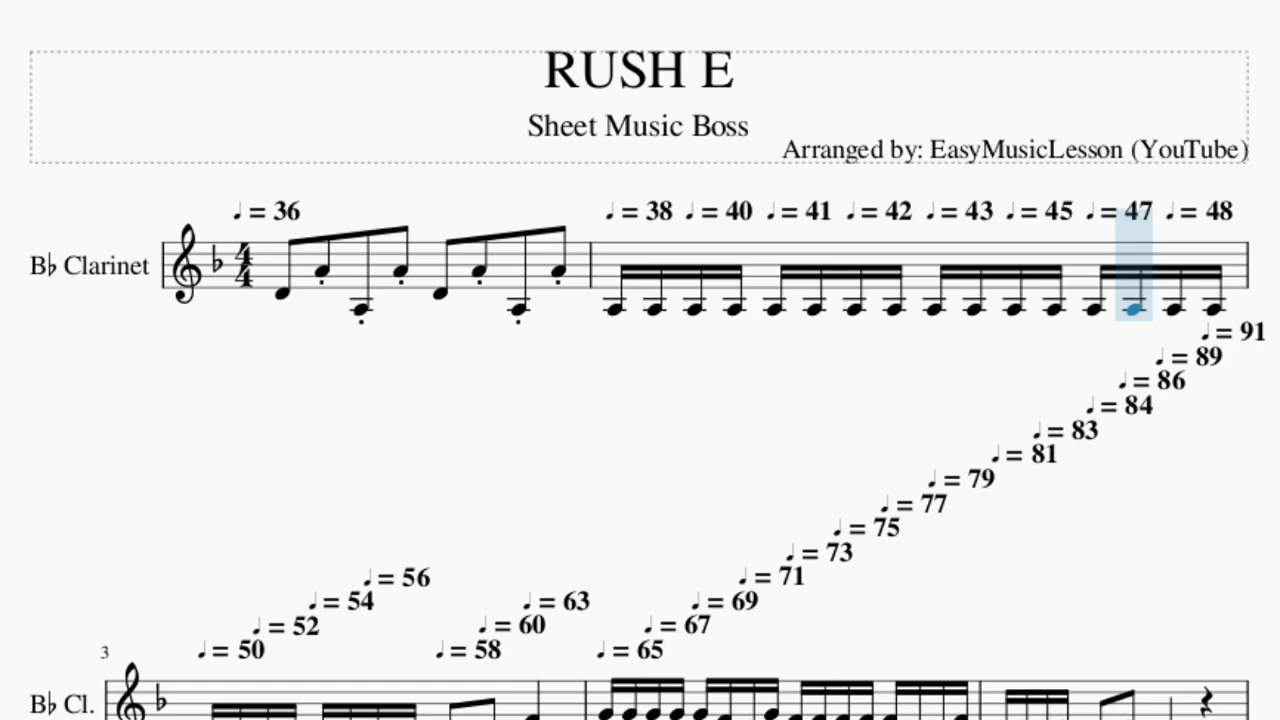 RUSH E
Sheet Music Boss
Arranged by: EasyMusicLesson (YouTube)
♩ = 36 ♩ = 38 ♩ = 40 ♩ = 41 ♩ = 42 ♩ = 43 ♩ = 45 ♩ = 47 ♩ = 48
B♭ Clarinet
4
4
♩ = 91
♩ = 89
♩ = 86
♩ = 84
♩ = 83
♩ = 81
♩ = 79
♩ = 77
♩ = 75
♩ = 73
♩ = 56 ♩ = 71
♩ = 54 ♩ = 63 ♩ = 69
♩ = 52 ♩ = 60 ♩ = 67
3 ♩ = 50 ♩ = 58 ♩ = 65
B♭ Cl.